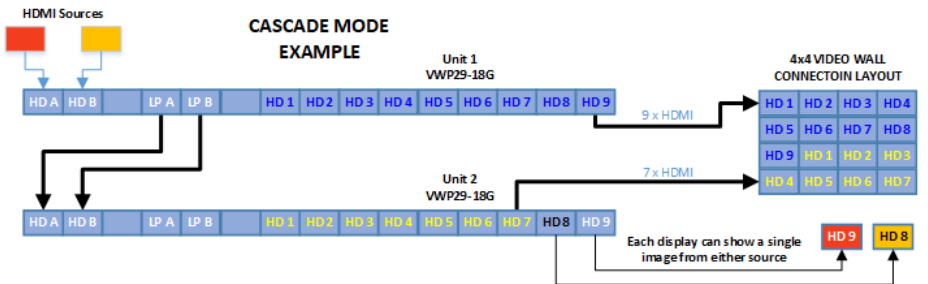 HDMI Sources
CASCADE MODE
EXAMPLE
Unit 1
VWP29-18G
4x4 VIDEO WALL
CONNECTOIN LAYOUT
HD A HD B LP A LP B HD 1 HD 2 HD 3 HD 4 HD 5 HD 6 HD 7 HD8 HD 9
9 x HDMI
HD 1 HD 2 HD 3 HD4
HD 5 HD 6 HD 7 HD8
HD 9 HD 1 HD 2 HD 3
HD 4 HD 5 HD 6 HD 7
7 x HDMI
Unit 2
VWP29-18G
HD A HD B LP A LP B HD 1 HD 2 HD 3 HD 4 HD 5 HD 6 HD 7 HD8 HD 9
Each display can show a single
image from either source
HD 9 HD 8